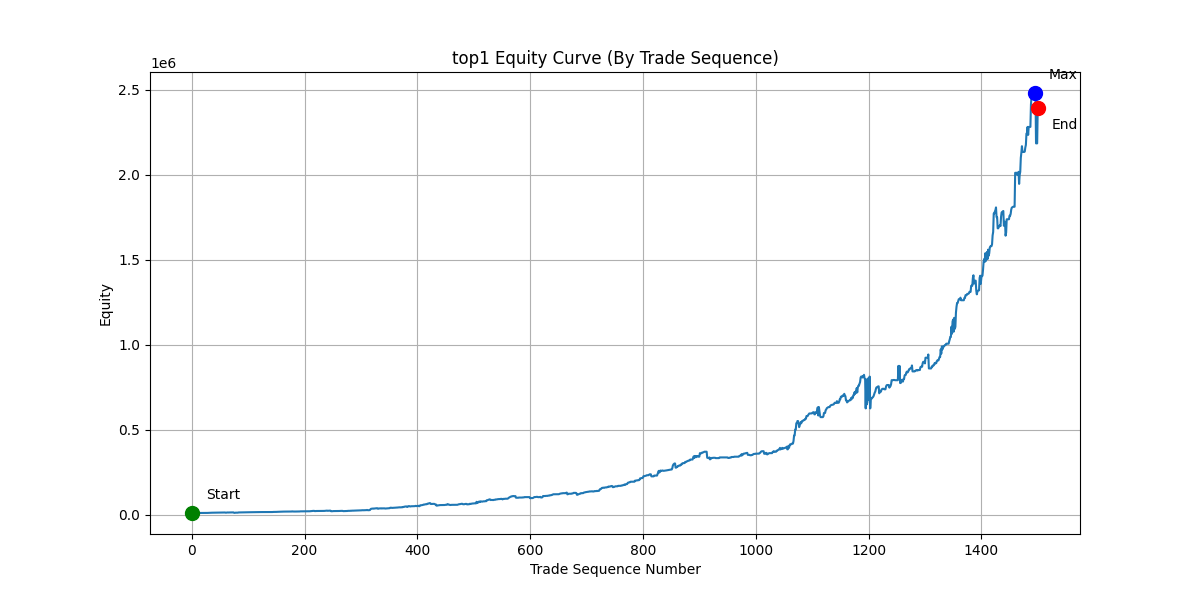 top1 Equity Curve (By Trade Sequence)
1e6
Max
2.5
End
2.0
1.5
Equity
1.0
0.5
Start
0.0
0 200 400 600 800 1000 1200 1400
Trade Sequence Number